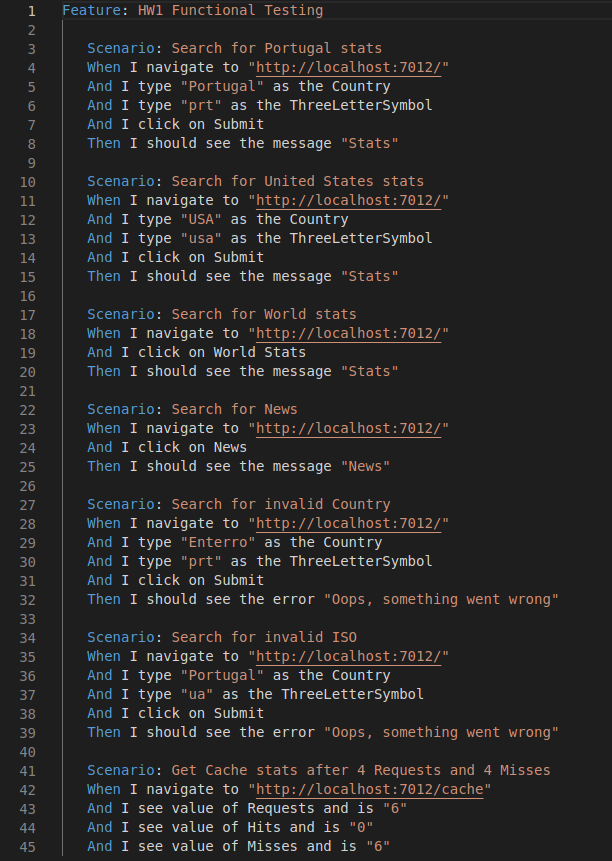 1 Feature: HW1 Functional Testing
2
3 Scenario: Search for Portugal stats
4 When I navigate to "http://localhost:7012/"
5 And I type "Portugal" as the Country
6 And I type "prt" as the ThreeLetterSymbol
7 And I click on Submit
8 Then I should see the message "Stats"
9
10 Scenario: Search for United States stats
11 When I navigate to "http://localhost:7012/"
12 And I type "USA" as the Country
13 And I type "usa" as the ThreeLetterSymbol
14 And I click on Submit
15 Then I should see the message "Stats"
16
17 Scenario: Search for World stats
18 When I navigate to "http://localhost:7012/"
19 And I click on World Stats
20 Then I should see the message "Stats"
21
22 Scenario: Search for News
23 When I navigate to "http://localhost:7012/"
24 And I click on News
25 Then I should see the message "News"
26
27 Scenario: Search for invalid Country
28 When I navigate to "http://localhost:7012/"
29 And I type "Enterro" as the Country
30 And I type "prt" as the ThreeLetterSymbol
31 And I click on Submit
32 Then I should see the error "Oops, something went wrong"
33
34 Scenario: Search for invalid ISO
35 When I navigate to "http://localhost:7012/"
36 And I type "Portugal" as the Country
37 And I type "ua" as the ThreeLetterSymbol
38 And I click on Submit
39 Then I should see the error "Oops, something went wrong"
40
41 Scenario: Get Cache stats after 4 Requests and 4 Misses
42 When I navigate to "http://localhost:7012/cache"
43 And I see value of Requests and is "6"
44 And I see value of Hits and is "0"
45 And I see value of Misses and is "6"